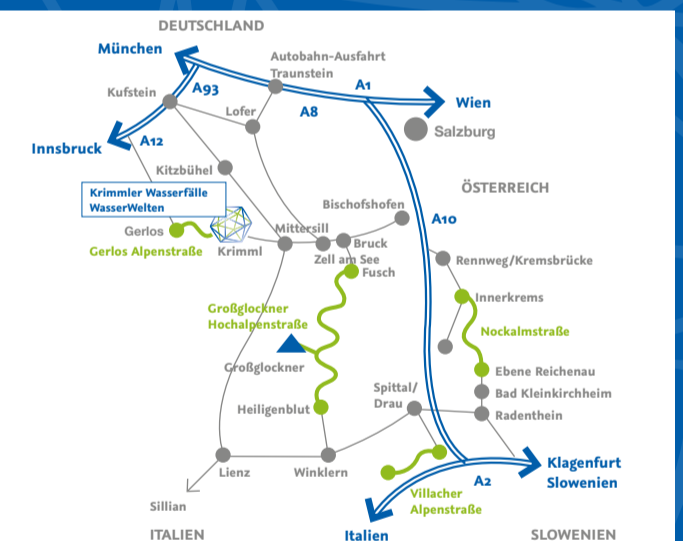 DEUTSCHLAND
München
Autobahn-Ausfahrt
Traunstein
A1
A93
Kufstein
Wien
A8
Lofer
Salzburg
A12
Innsbruck
Kitzbühel
Krimmler Wasserfälle
WasserWelten
ÖSTERREICH
Bischofshofen
A10
Gerlos
Mittersill
Bruck
Gerlos Alpenstraße
Krimml
Zell am See
Rennweg/Kremsbrücke
Fusch
Innerkrems
Großglockner
Hochalpenstraße
Nockalmstraße
Großglockner
Ebene Reichenau
Spittal/
Drau
Bad Kleinkirchheim
Heiligenblut
Radenthein
Klagenfurt
Slowenien
Lienz
Winklern
A2
Villacher
Alpenstraße
Sillian
ITALIEN
Italien
SLOWENIEN